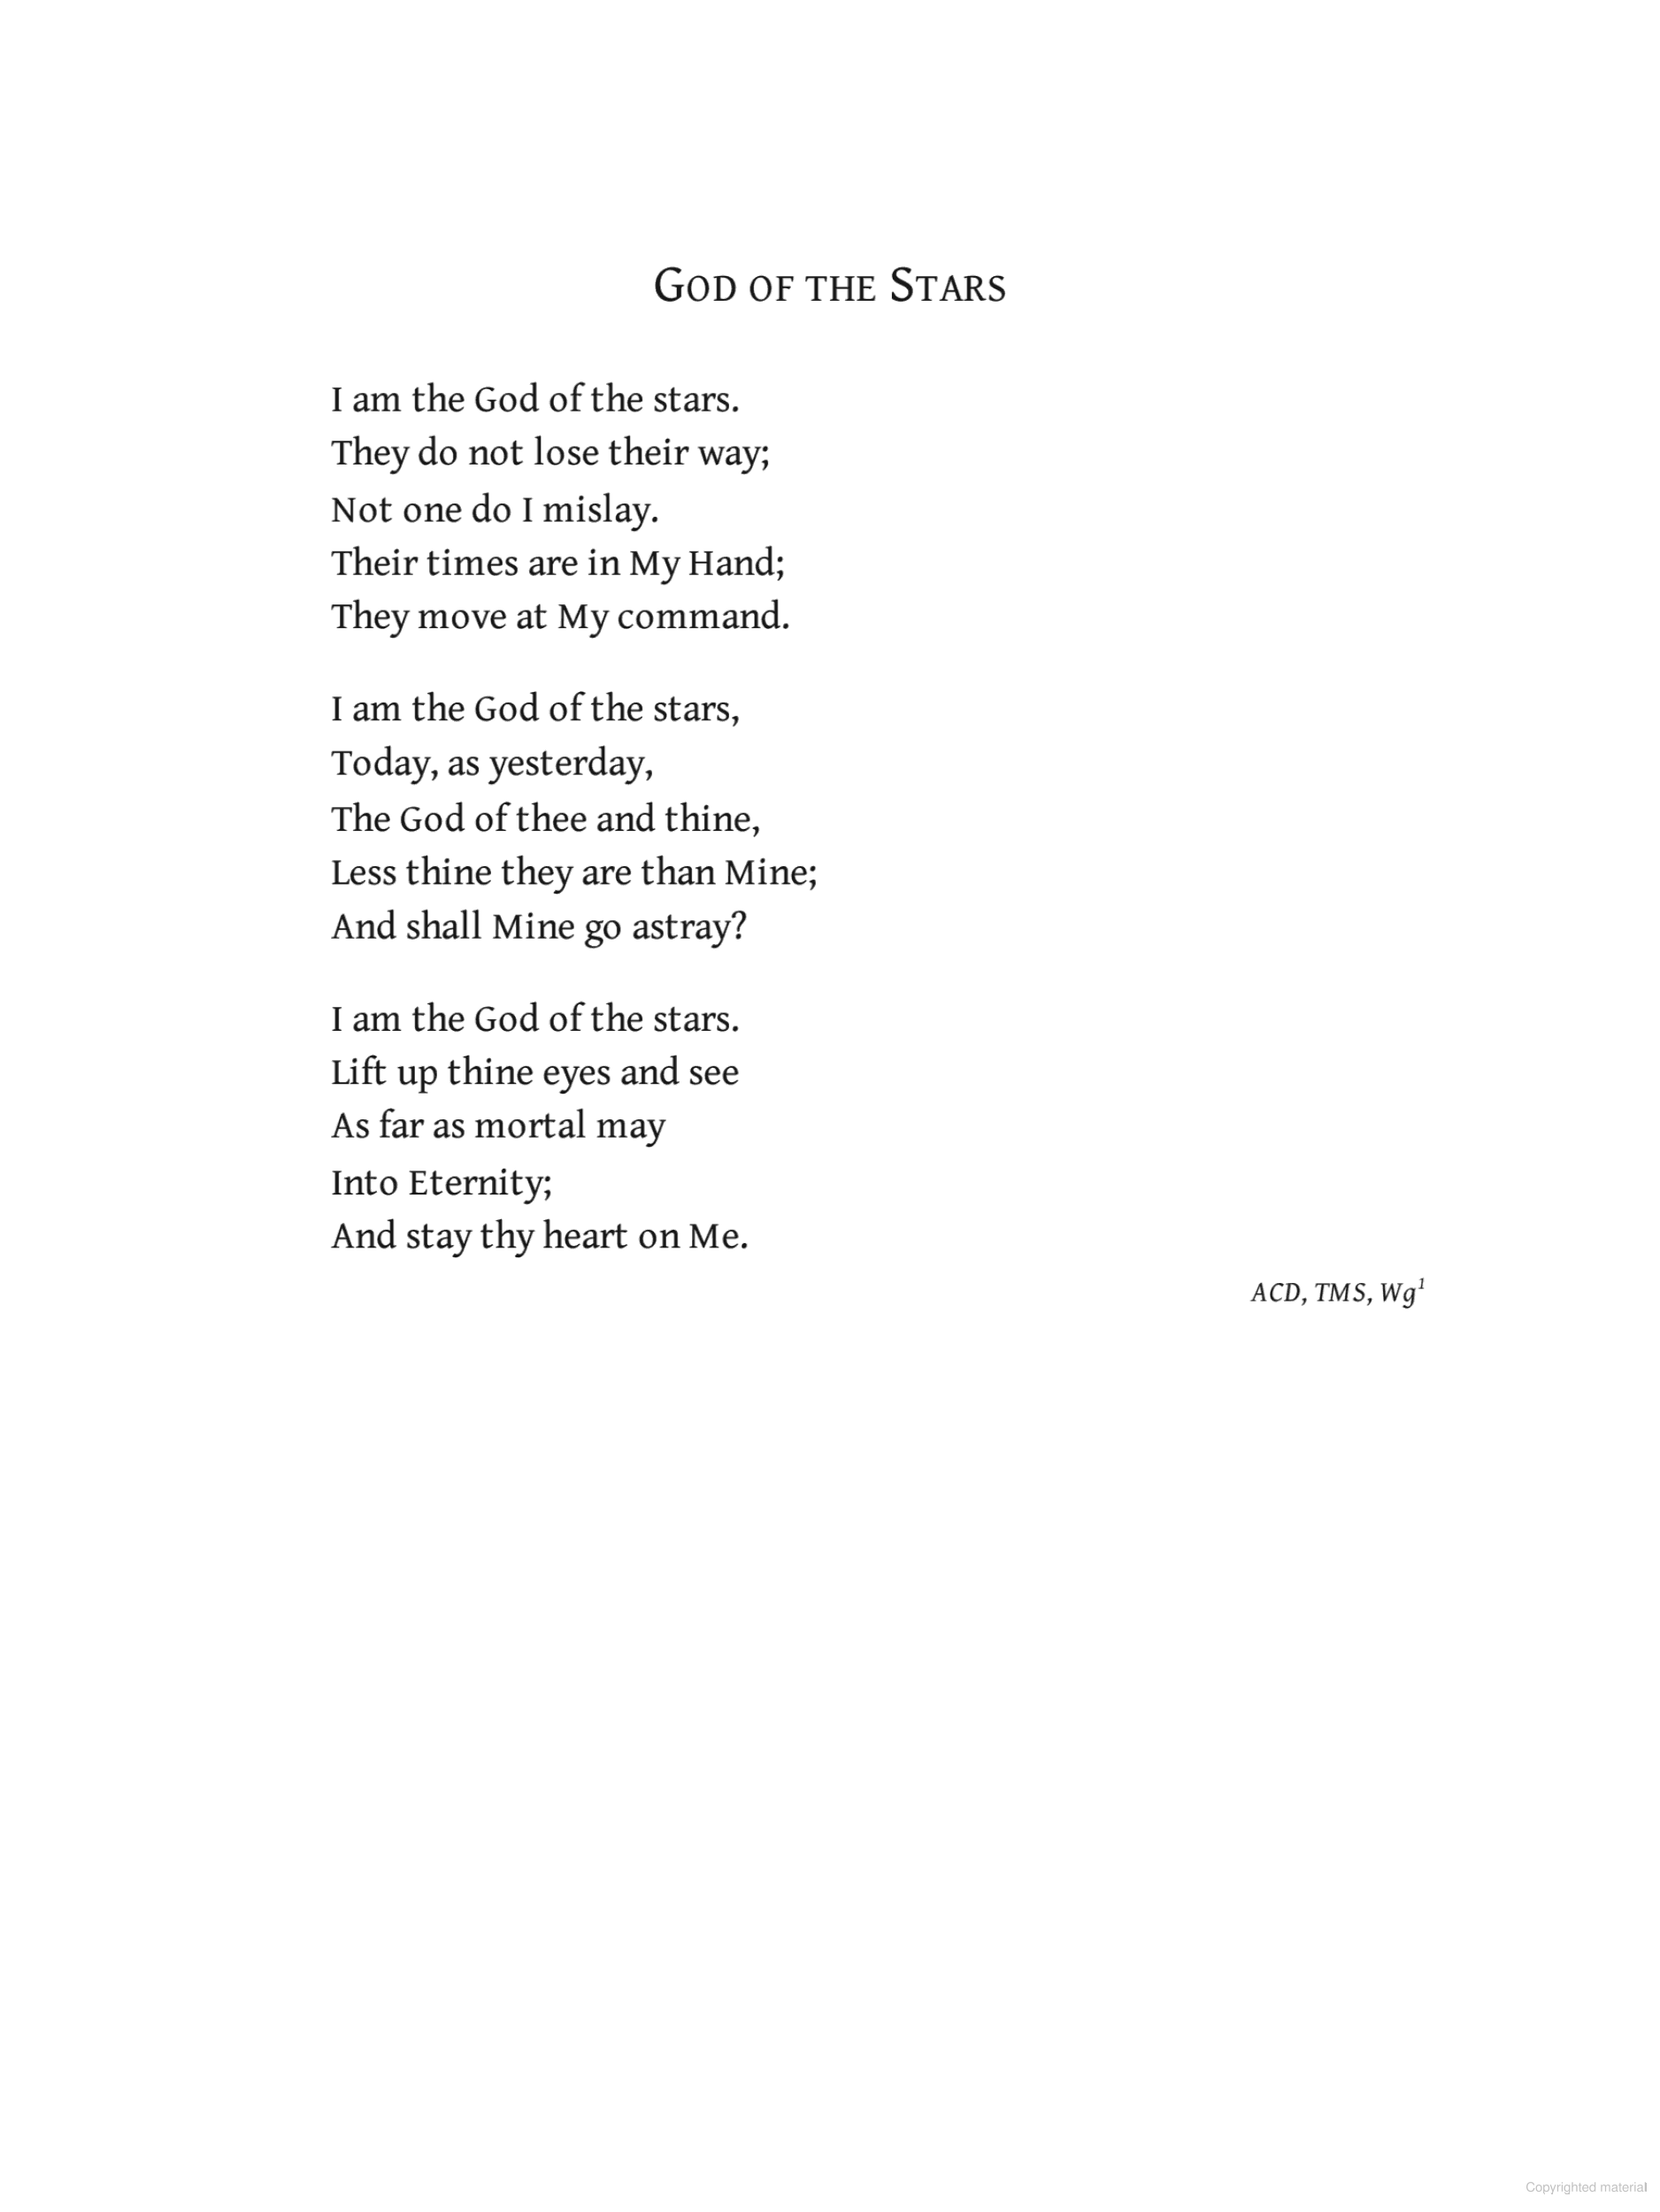 God of the Stars
I am the God of the stars.
They do not lose their way;
Not one do I mislay.
Their times are in My Hand;
They move at My command.
I am the God of the stars,
Today, as yesterday,
The God of thee and thine,
Less thine they are than Mine;
And shall Mine go astray?
I am the God of the stars.
Lift up thine eyes and see
As far as mortal may
Into Eternity;
And stay thy heart on Me.
ACD, TMS, Wg¹
Copyrighted material